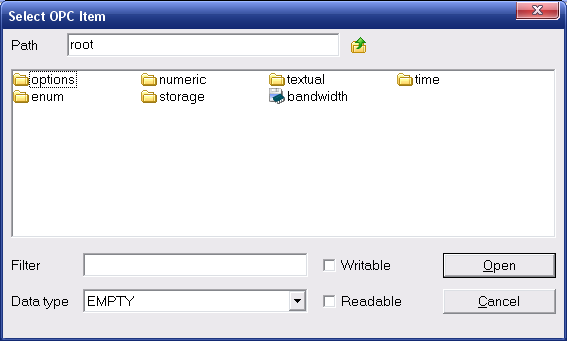 Select OPC Item
Path root
options numeric textual time
enum storage bandwidth
Filter Writable Open
Data type EMPTY Readable Cancel